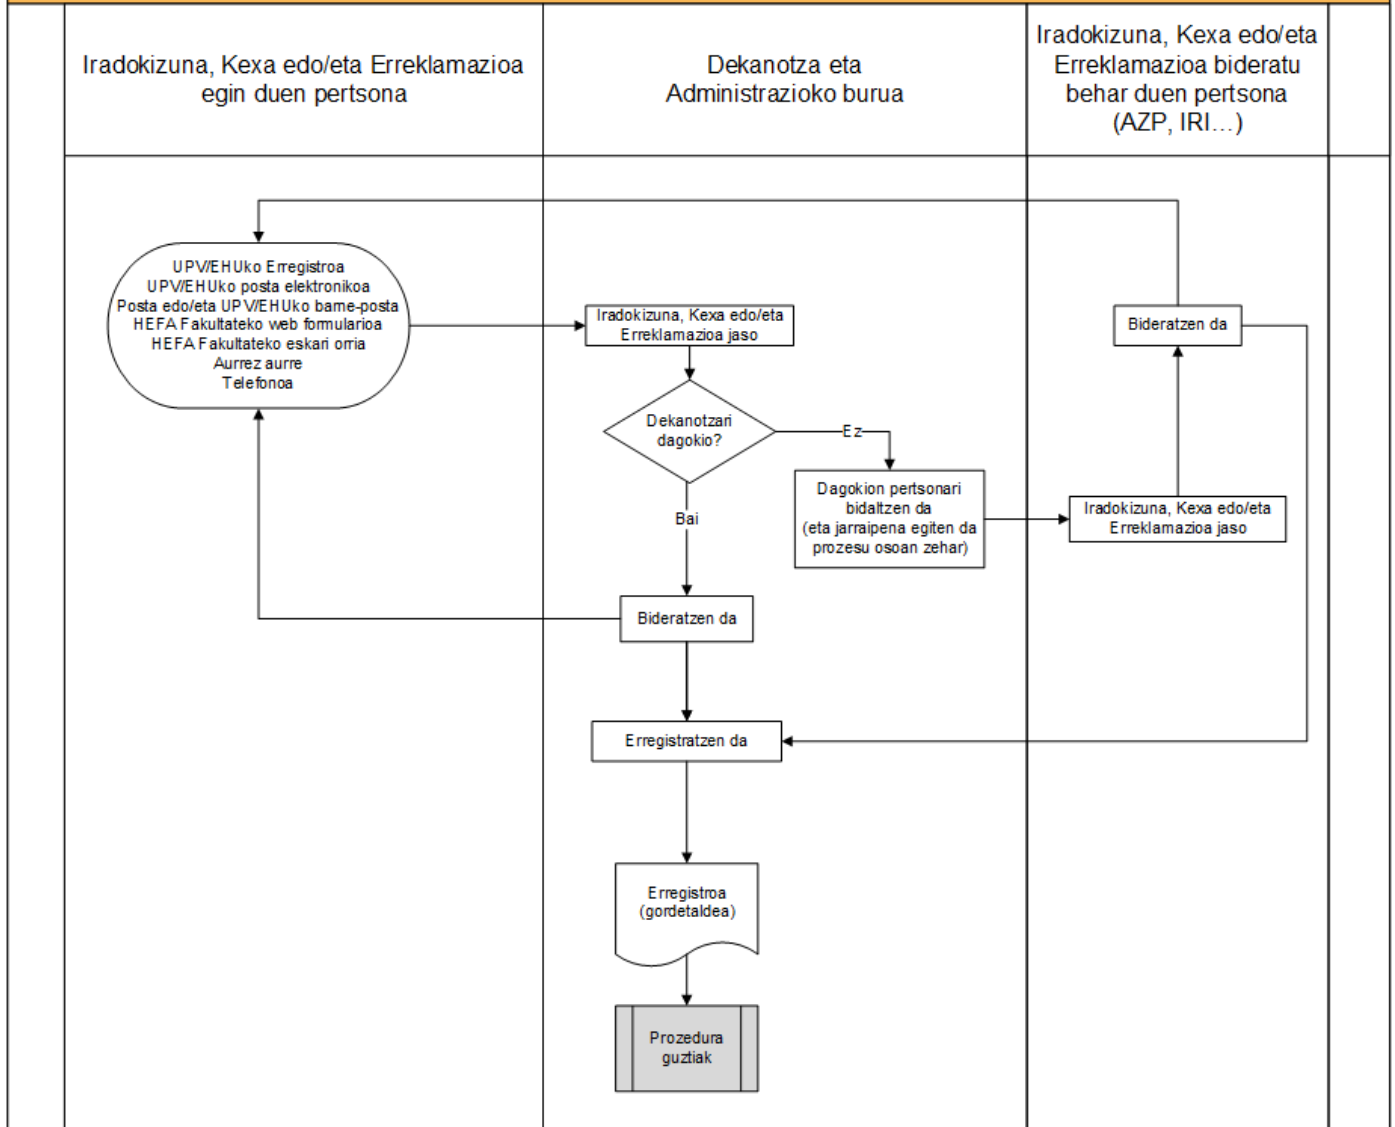 Iradokizuna, Kexa edo/eta Erreklamazioa
egin duen pertsona
Dekanotza eta
Administrazioko burua
Iradokizuna, Kexa edo/eta
Erreklamazioa bideratu
behar duen pertsona
(AZP, IRI…)
UPV/EHUko Erregistroa
UPV/EHUko posta elektronikoa
Posta edo/eta UPV/EHUko barne-posta
HEFA Fakultateko web formularioa
HEFA Fakultateko eskari orria
Aurrez aurre
Telefonoa
Iradokizuna, Kexa edo/eta
Erreklamazioa jaso
Bideratzen da
Dekanotzari
dagokio?
Ez
Dagokion pertsonari
bidaltzen da
(eta jarraipena egiten da
prozesu osoan zehar)
Iradokizuna, Kexa edo/eta
Erreklamazioa jaso
Bai
Bideratzen da
Erregistratzen da
Erregistroa
(gordetaldea)
Prozedura
guztiak